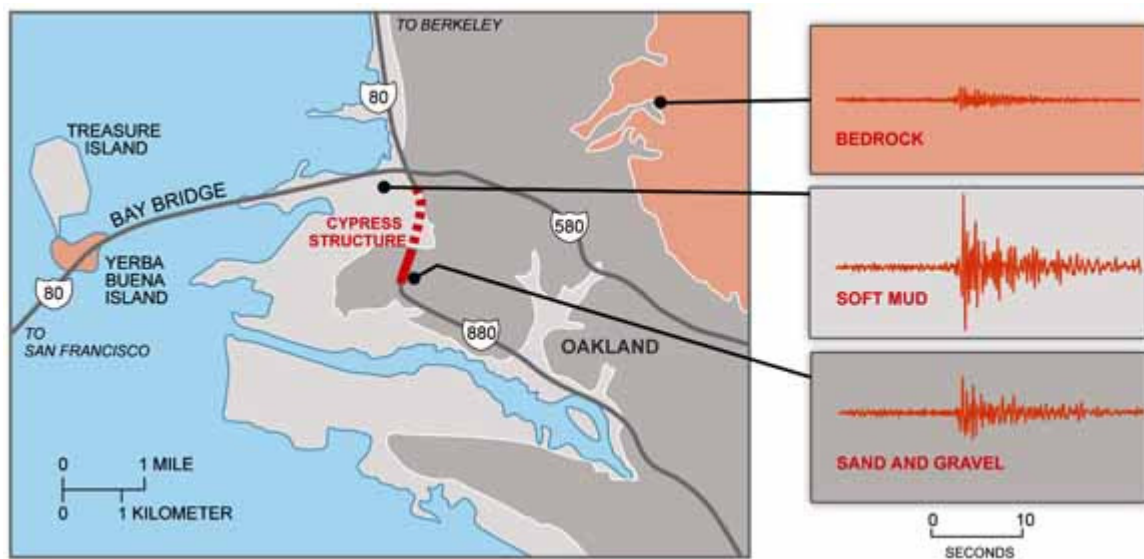 TO BERKELEY
80
TREASURE
ISLAND
BAY BRIDGE
CYPRESS
STRUCTURE
580
YERBA
BUENA
ISLAND
80
TO
SAN FRANCISCO
880
OAKLAND
0 1 MILE
0 1 KILOMETER
BEDROCK
SOFT MUD
SAND AND GRAVEL
0 10
SECONDS